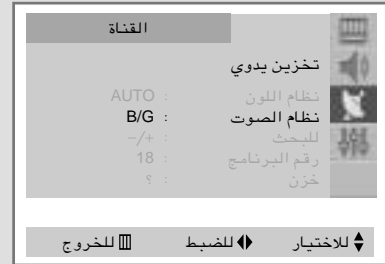 القناة
تخزين يدوي
نظام اللون : AUTO
نظام الصوت : B/G
للبحث : +/–
رقم البرنامج : 18
خزن : ؟
للاختيار للضبط للخروج